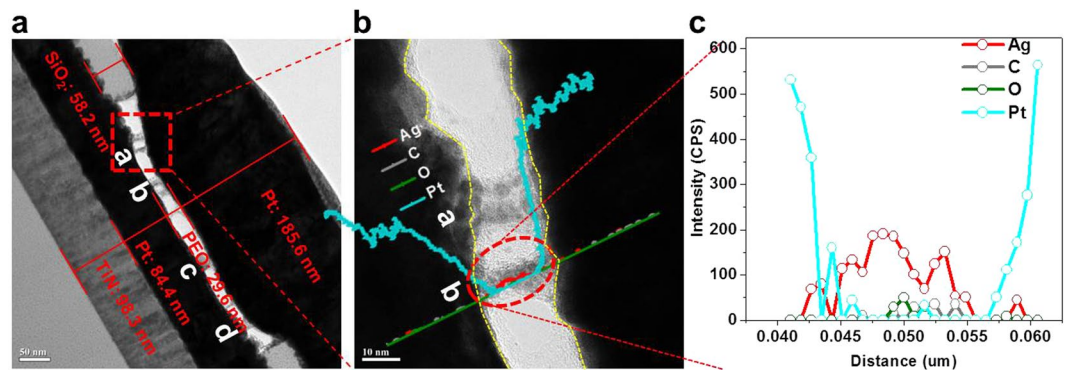 a
SiO₂: 58.2 nm
a
b
c
d
TiN: 98.3 nm
Pt: 84.4 nm
PEO: 29.6 nm
Pt: 185.6 nm
50 nm
b
Ag
C
O
Pt
a
b
10 nm
c
Ag
C
O
Pt
600
500
400
300
200
100
0
Intensity (CPS)
0.040
0.045
0.050
0.055
0.060
Distance (um)